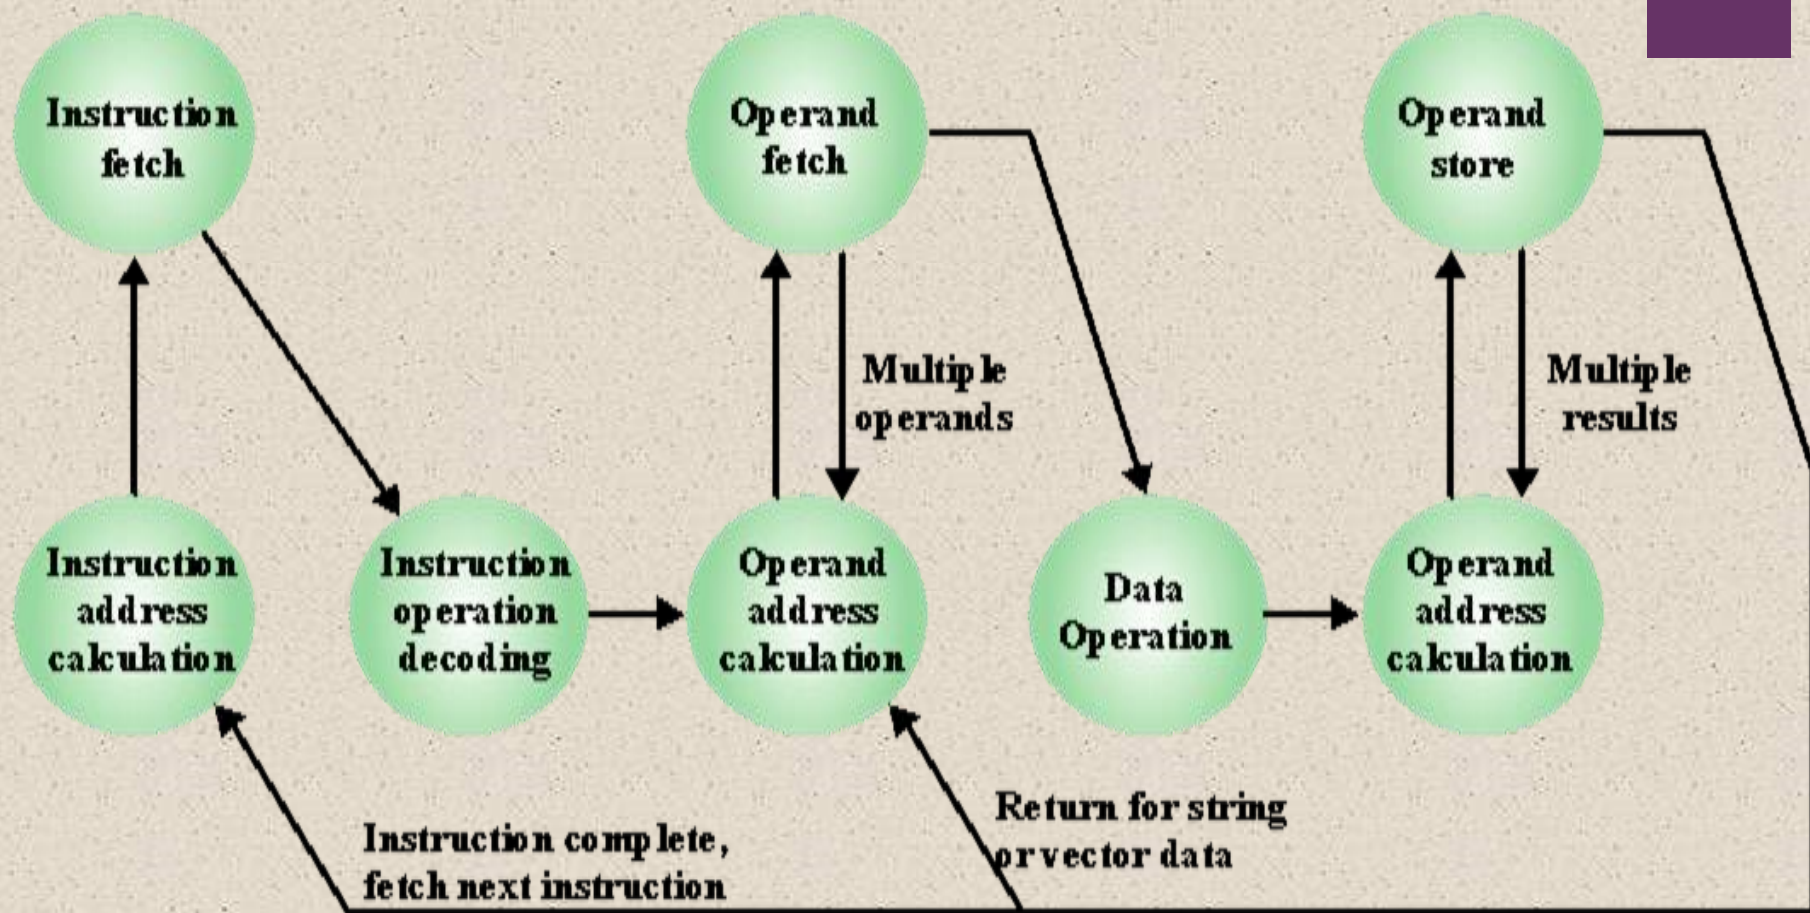 Instruction
fetch
Operand
fetch
Operand
store
Multiple
operands
Multiple
results
Instruction
address
calculation
Instruction
operation
decoding
Operand
address
calculation
Data
Operation
Operand
address
calculation
Instruction complete,
fetch next instruction
Return for string
or vector data